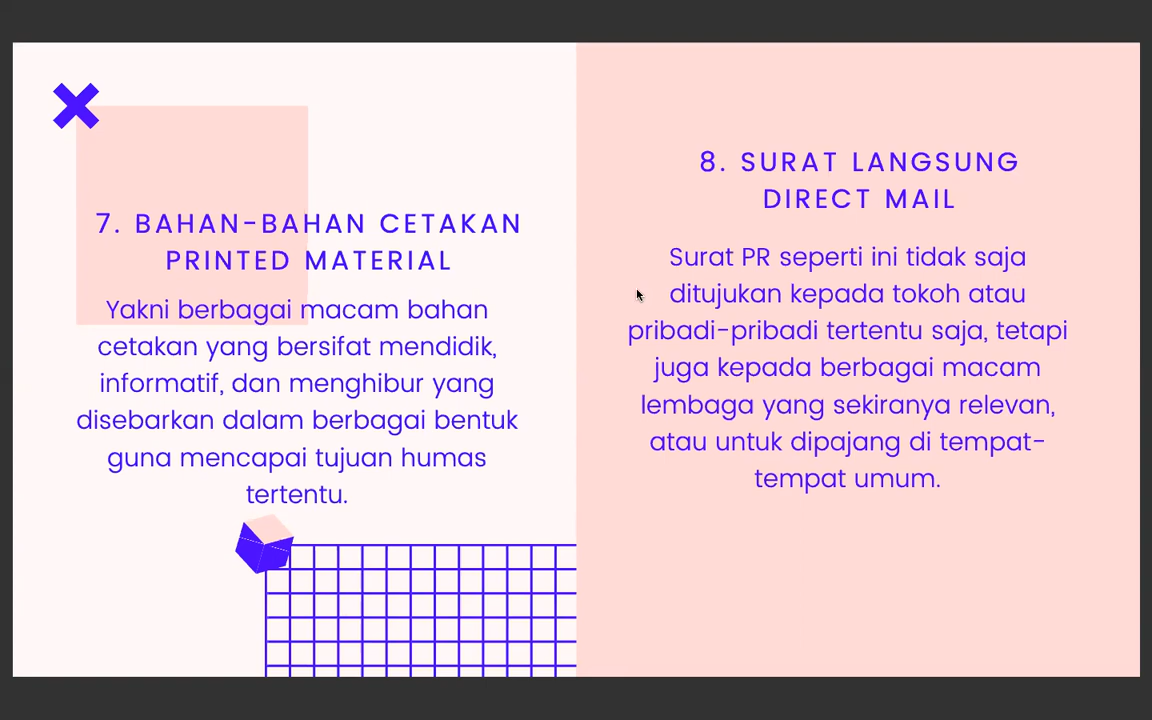 7. BAHAN-BAHAN CETAKAN
PRINTED MATERIAL
Yakni berbagai macam bahan
cetakan yang bersifat mendidik,
informatif, dan menghibur yang
disebarkan dalam berbagai bentuk
guna mencapai tujuan humas
tertentu.
8. SURAT LANGSUNG
DIRECT MAIL
Surat PR seperti ini tidak saja
ditujukan kepada tokoh atau
pribadi-pribadi tertentu saja, tetapi
juga kepada berbagai macam
lembaga yang sekiranya relevan,
atau untuk dipajang di tempat-
tempat umum.